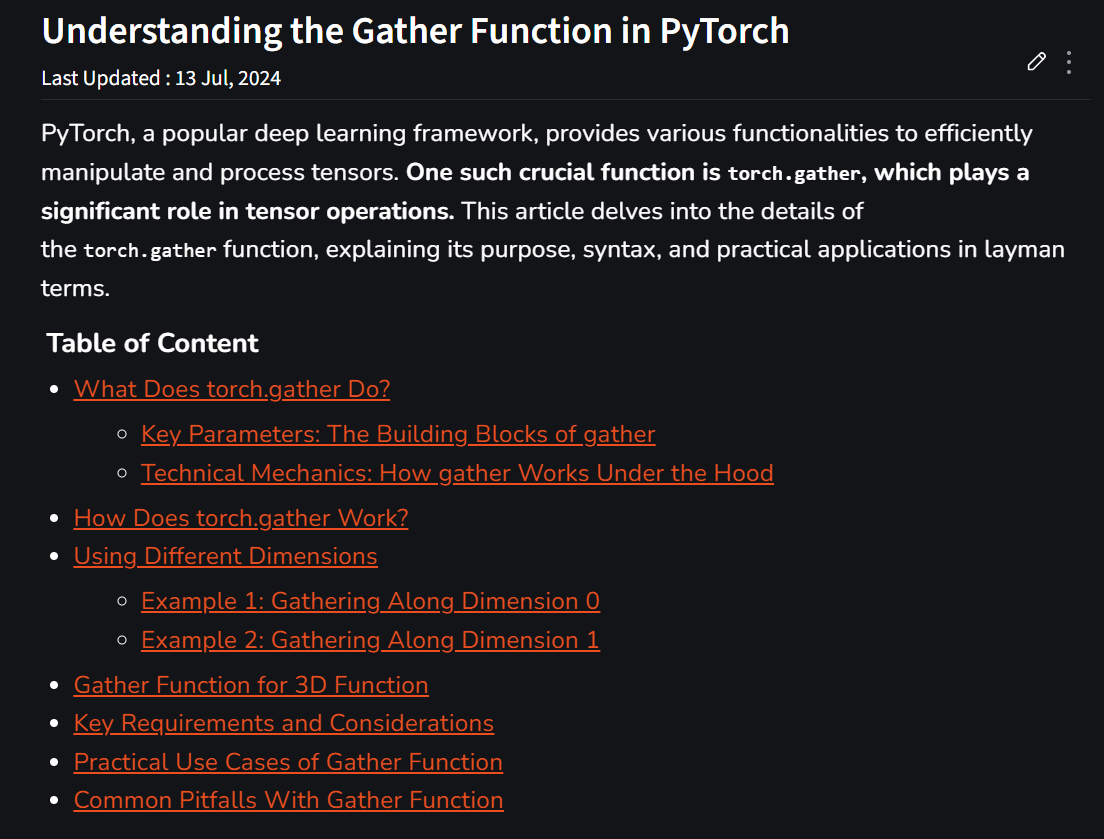 Understanding the Gather Function in PyTorch
Last Updated : 13 Jul, 2024
PyTorch, a popular deep learning framework, provides various functionalities to efficiently
manipulate and process tensors. One such crucial function is torch.gather, which plays a
significant role in tensor operations. This article delves into the details of
the torch.gather function, explaining its purpose, syntax, and practical applications in layman
terms.
Table of Content
What Does torch.gather Do?
Key Parameters: The Building Blocks of gather
Technical Mechanics: How gather Works Under the Hood
How Does torch.gather Work?
Using Different Dimensions
Example 1: Gathering Along Dimension 0
Example 2: Gathering Along Dimension 1
Gather Function for 3D Function
Key Requirements and Considerations
Practical Use Cases of Gather Function
Common Pitfalls With Gather Function